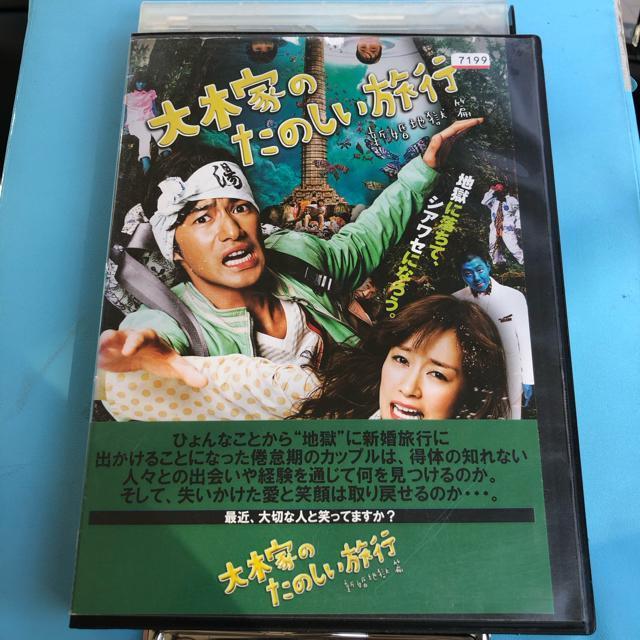 7199
大木家の
たのしい旅行
新婚地獄 篇
湯
地獄に落ちて、
シアワセになろう。
ひょんなことから“地獄”に新婚旅行に
出かけることになった倦怠期のカップルは、得体の知れない
人々との出会いや経験を通じて何を見つけるのか。
そして、失いかけた愛と笑顔は取り戻せるのか・・・。
最近、大切な人と笑ってますか?
大木家の
たのしい旅行
新婚地獄 篇